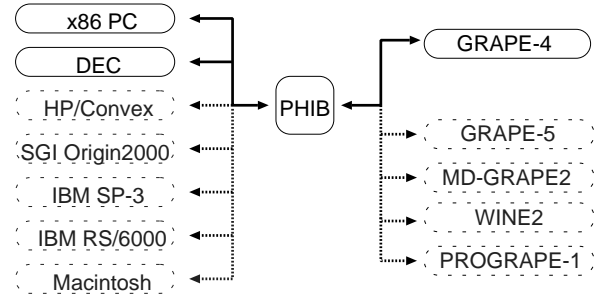 x86 PC
DEC
HP/Convex
SGI Origin2000
IBM SP-3
IBM RS/6000
Macintosh
PHIB
GRAPE-4
GRAPE-5
MD-GRAPE2
WINE2
PROGRAPE-1